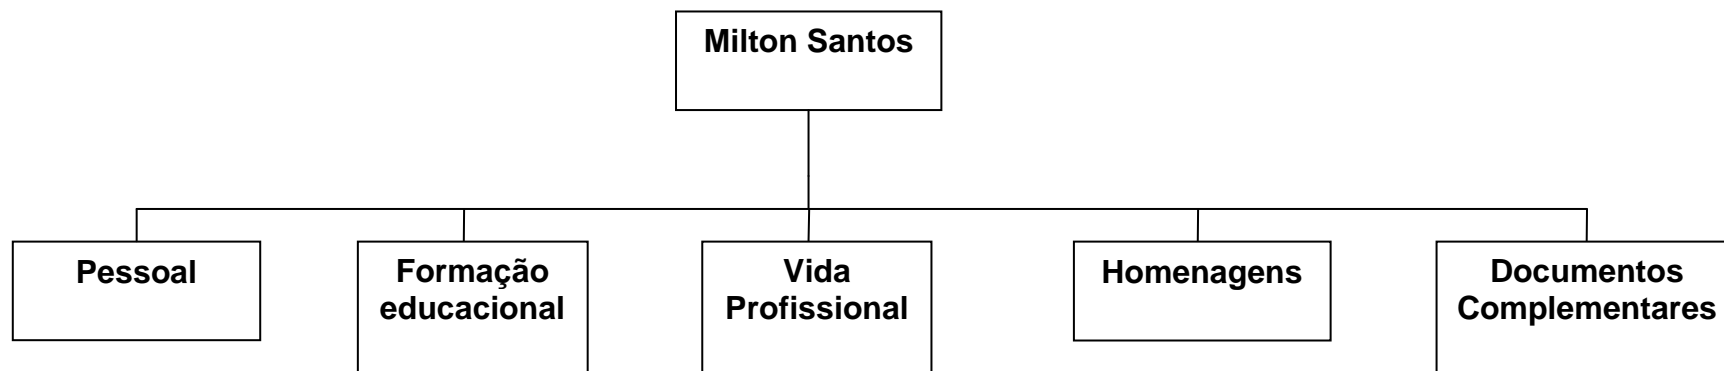 Milton Santos
Pessoal
Formação
educacional
Vida
Profissional
Homenagens
Documentos
Complementares